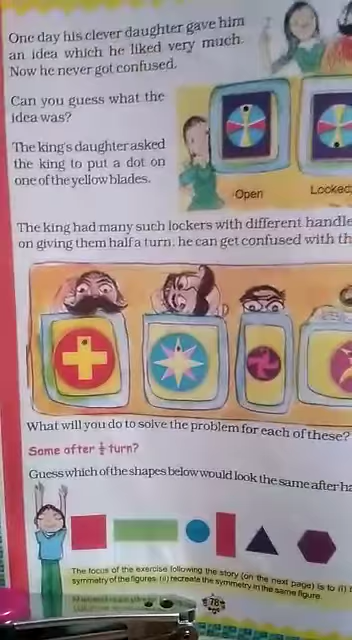 One day his clever daughter gave him
an idea which he liked very much.
Now he never got confused.
Can you guess what the
idea was?
The king's daughter asked
the king to put a dot on
one of the yellow blades.
Open
Locked
The king had many such lockers with different handle
on giving them half a turn. he can get confused with th
What will you do to solve the problem for each of these?
Same after ½ turn?
Guess which of the shapes below would look the same after ha
The focus of the exercise following the story (on the next page) is to (i)
symmetry of the figures. (ii) recreate the symmetry in the same figure.
78